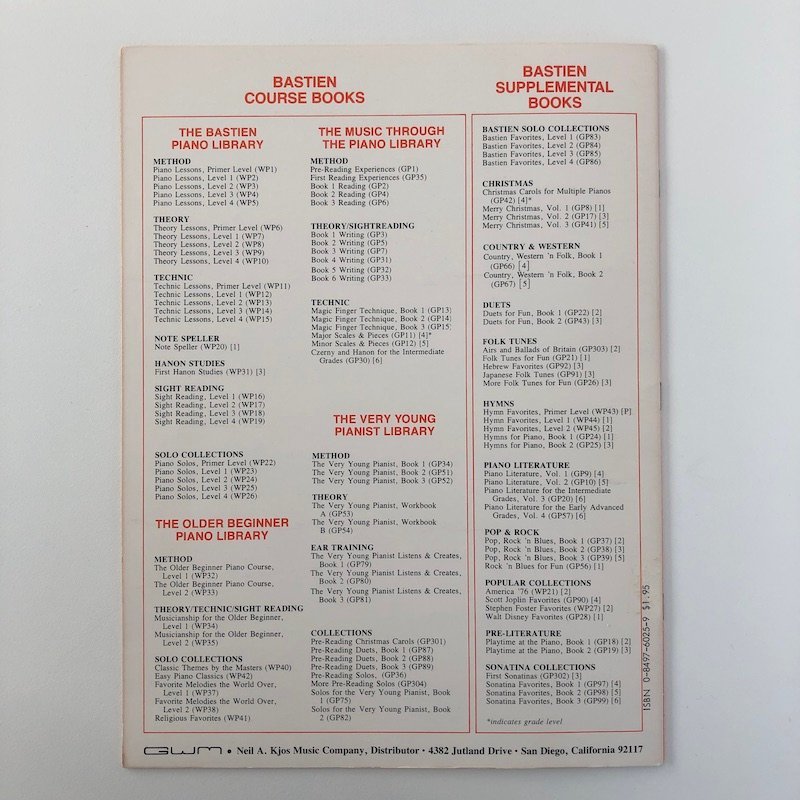 BASTIEN
COURSE BOOKS
THE BASTIEN
PIANO LIBRARY
METHOD
Piano Lessons, Primer Level (WP1)
Piano Lessons, Level 1 (WP2)
Piano Lessons, Level 2 (WP3)
Piano Lessons, Level 3 (WP4)
Piano Lessons, Level 4 (WP5)
THEORY
Theory Lessons, Primer Level (WP6)
Theory Lessons, Level 1 (WP7)
Theory Lessons, Level 2 (WP8)
Theory Lessons, Level 3 (WP9)
Theory Lessons, Level 4 (WP10)
TECHNIC
Technic Lessons, Primer Level (WP11)
Technic Lessons, Level 1 (WP12)
Technic Lessons, Level 2 (WP13)
Technic Lessons, Level 3 (WP14)
Technic Lessons, Level 4 (WP15)
NOTE SPELLER
Note Speller (WP20) [1]
HANON STUDIES
First Hanon Studies (WP31) [3]
SIGHT READING
Sight Reading, Level 1 (WP16)
Sight Reading, Level 2 (WP17)
Sight Reading, Level 3 (WP18)
Sight Reading, Level 4 (WP19)
SOLO COLLECTIONS
Piano Solos, Primer Level (WP22)
Piano Solos, Level 1 (WP23)
Piano Solos, Level 2 (WP24)
Piano Solos, Level 3 (WP25)
Piano Solos, Level 4 (WP26)
THE OLDER BEGINNER
PIANO LIBRARY
METHOD
The Older Beginner Piano Course,
Level 1 (WP32)
The Older Beginner Piano Course,
Level 2 (WP33)
THEORY/TECHNIC/SIGHT READING
Musicianship for the Older Beginner,
Level 1 (WP34)
Musicianship for the Older Beginner,
Level 2 (WP35)
SOLO COLLECTIONS
Classic Themes by the Masters (WP40)
Easy Piano Classics (WP42)
Favorite Melodies the World Over,
Level 1 (WP37)
Favorite Melodies the World Over,
Level 2 (WP38)
Religious Favorites (WP41)
THE MUSIC THROUGH
THE PIANO LIBRARY
METHOD
Pre-Reading Experiences (GP1)
First Reading Experiences (GP35)
Book 1 Reading (GP2)
Book 2 Reading (GP4)
Book 3 Reading (GP6)
THEORY/SIGHTREADING
Book 1 Writing (GP3)
Book 2 Writing (GP5)
Book 3 Writing (GP7)
Book 4 Writing (GP31)
Book 5 Writing (GP32)
Book 6 Writing (GP33)
TECHNIC
Magic Finger Technique, Book 1 (GP13)
Magic Finger Technique, Book 2 (GP14)
Magic Finger Technique, Book 3 (GP15)
Major Scales & Pieces (GP11) [4]*
Minor Scales & Pieces (GP12) [5]
Czerny and Hanon for the Intermediate
Grades (GP30) [6]
THE VERY YOUNG
PIANIST LIBRARY
METHOD
The Very Young Pianist, Book 1 (GP34)
The Very Young Pianist, Book 2 (GP51)
The Very Young Pianist, Book 3 (GP52)
THEORY
The Very Young Pianist, Workbook
A (GP53)
The Very Young Pianist, Workbook
B (GP54)
EAR TRAINING
The Very Young Pianist Listens & Creates,
Book 1 (GP79)
The Very Young Pianist Listens & Creates,
Book 2 (GP80)
The Very Young Pianist Listens & Creates,
Book 3 (GP81)
COLLECTIONS
Pre-Reading Christmas Carols (GP301)
Pre-Reading Duets, Book 1 (GP87)
Pre-Reading Duets, Book 2 (GP88)
Pre-Reading Duets, Book 3 (GP89)
Pre-Reading Solos, (GP36)
More Pre-Reading Solos (GP304)
Solos for the Very Young Pianist, Book
1 (GP75)
Solos for the Very Young Pianist, Book
2 (GP82)
BASTIEN
SUPPLEMENTAL
BOOKS
BASTIEN SOLO COLLECTIONS
Bastien Favorites, Level 1 (GP83)
Bastien Favorites, Level 2 (GP84)
Bastien Favorites, Level 3 (GP85)
Bastien Favorites, Level 4 (GP86)
CHRISTMAS
Christmas Carols for Multiple Pianos
(GP42) [4]*
Merry Christmas, Vol. 1 (GP8) [1]
Merry Christmas, Vol. 2 (GP17) [3]
Merry Christmas, Vol. 3 (GP41) [5]
COUNTRY & WESTERN
Country, Western 'n Folk, Book 1
(GP66) [4]
Country, Western 'n Folk, Book 2
(GP67) [5]
DUETS
Duets for Fun, Book 1 (GP22) [2]
Duets for Fun, Book 2 (GP43) [3]
FOLK TUNES
Airs and Ballads of Britain (GP303) [2]
Folk Tunes for Fun (GP21) [1]
Hebrew Favorites (GP92) [3]
Japanese Folk Tunes (GP91) [3]
More Folk Tunes for Fun (GP26) [3]
HYMNS
Hymn Favorites, Primer Level (WP43) [P]
Hymn Favorites, Level 1 (WP44) [1]
Hymn Favorites, Level 2 (WP45) [2]
Hymns for Piano, Book 1 (GP24) [1]
Hymns for Piano, Book 2 (GP25) [3]
PIANO LITERATURE
Piano Literature, Vol. 1 (GP9) [4]
Piano Literature, Vol. 2 (GP10) [5]
Piano Literature for the Intermediate
Grades, Vol. 3 (GP20) [6]
Piano Literature for the Early Advanced
Grades, Vol. 4 (GP57) [6]
POP & ROCK
Pop, Rock 'n Blues, Book 1 (GP37) [2]
Pop, Rock 'n Blues, Book 2 (GP38) [3]
Pop, Rock 'n Blues, Book 3 (GP39) [5]
Rock 'n Blues for Fun (GP56) [1]
POPULAR COLLECTIONS
America '76 (WP21) [2]
Scott Joplin Favorites (GP90) [4]
Stephen Foster Favorites (WP27) [2]
Walt Disney Favorites (GP28) [1]
PRE-LITERATURE
Playtime at the Piano, Book 1 (GP18) [2]
Playtime at the Piano, Book 2 (GP19) [3]
SONATINA COLLECTIONS
First Sonatinas (GP302) [3]
Sonatina Favorites, Book 1 (GP97) [4]
Sonatina Favorites, Book 2 (GP98) [5]
Sonatina Favorites, Book 3 (GP99) [6]
*indicates grade level
ISBN 0-8497-6025-9 $1.95
GWM • Neil A. Kjos Music Company, Distributor • 4382 Jutland Drive • San Diego, California 92117